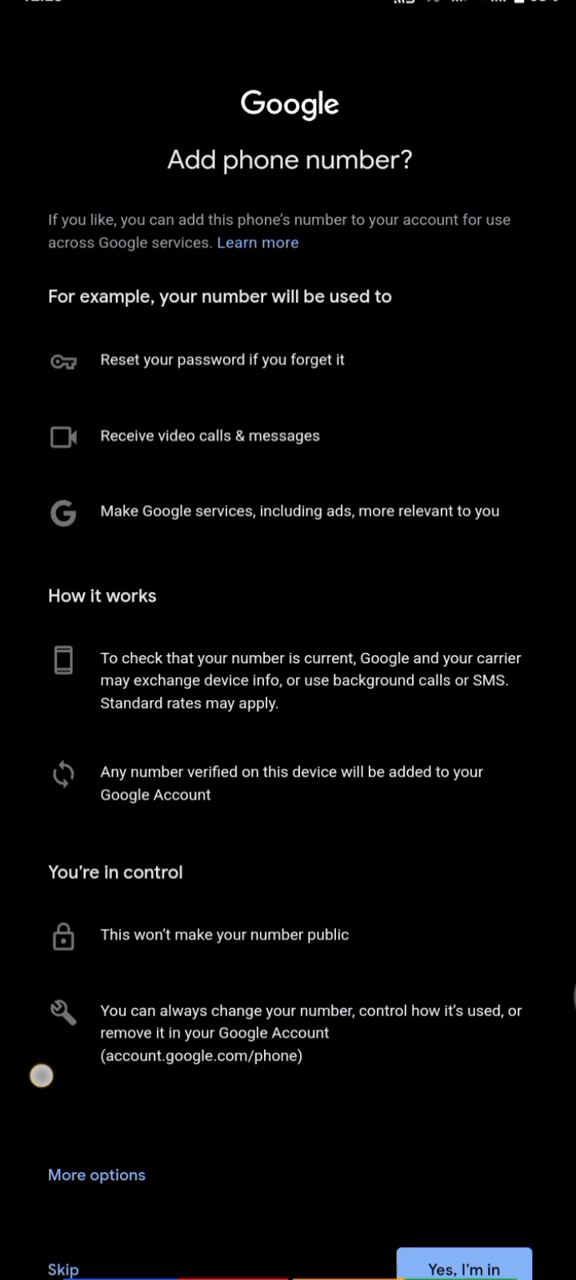 Google
Add phone number?
If you like, you can add this phone's number to your account for use
across Google services. Learn more
For example, your number will be used to
Reset your password if you forget it
Receive video calls & messages
Make Google services, including ads, more relevant to you
How it works
To check that your number is current, Google and your carrier
may exchange device info, or use background calls or SMS.
Standard rates may apply.
Any number verified on this device will be added to your
Google Account
You're in control
This won't make your number public
You can always change your number, control how it's used, or
remove it in your Google Account
(account.google.com/phone)
More options
Skip
Yes, I'm in